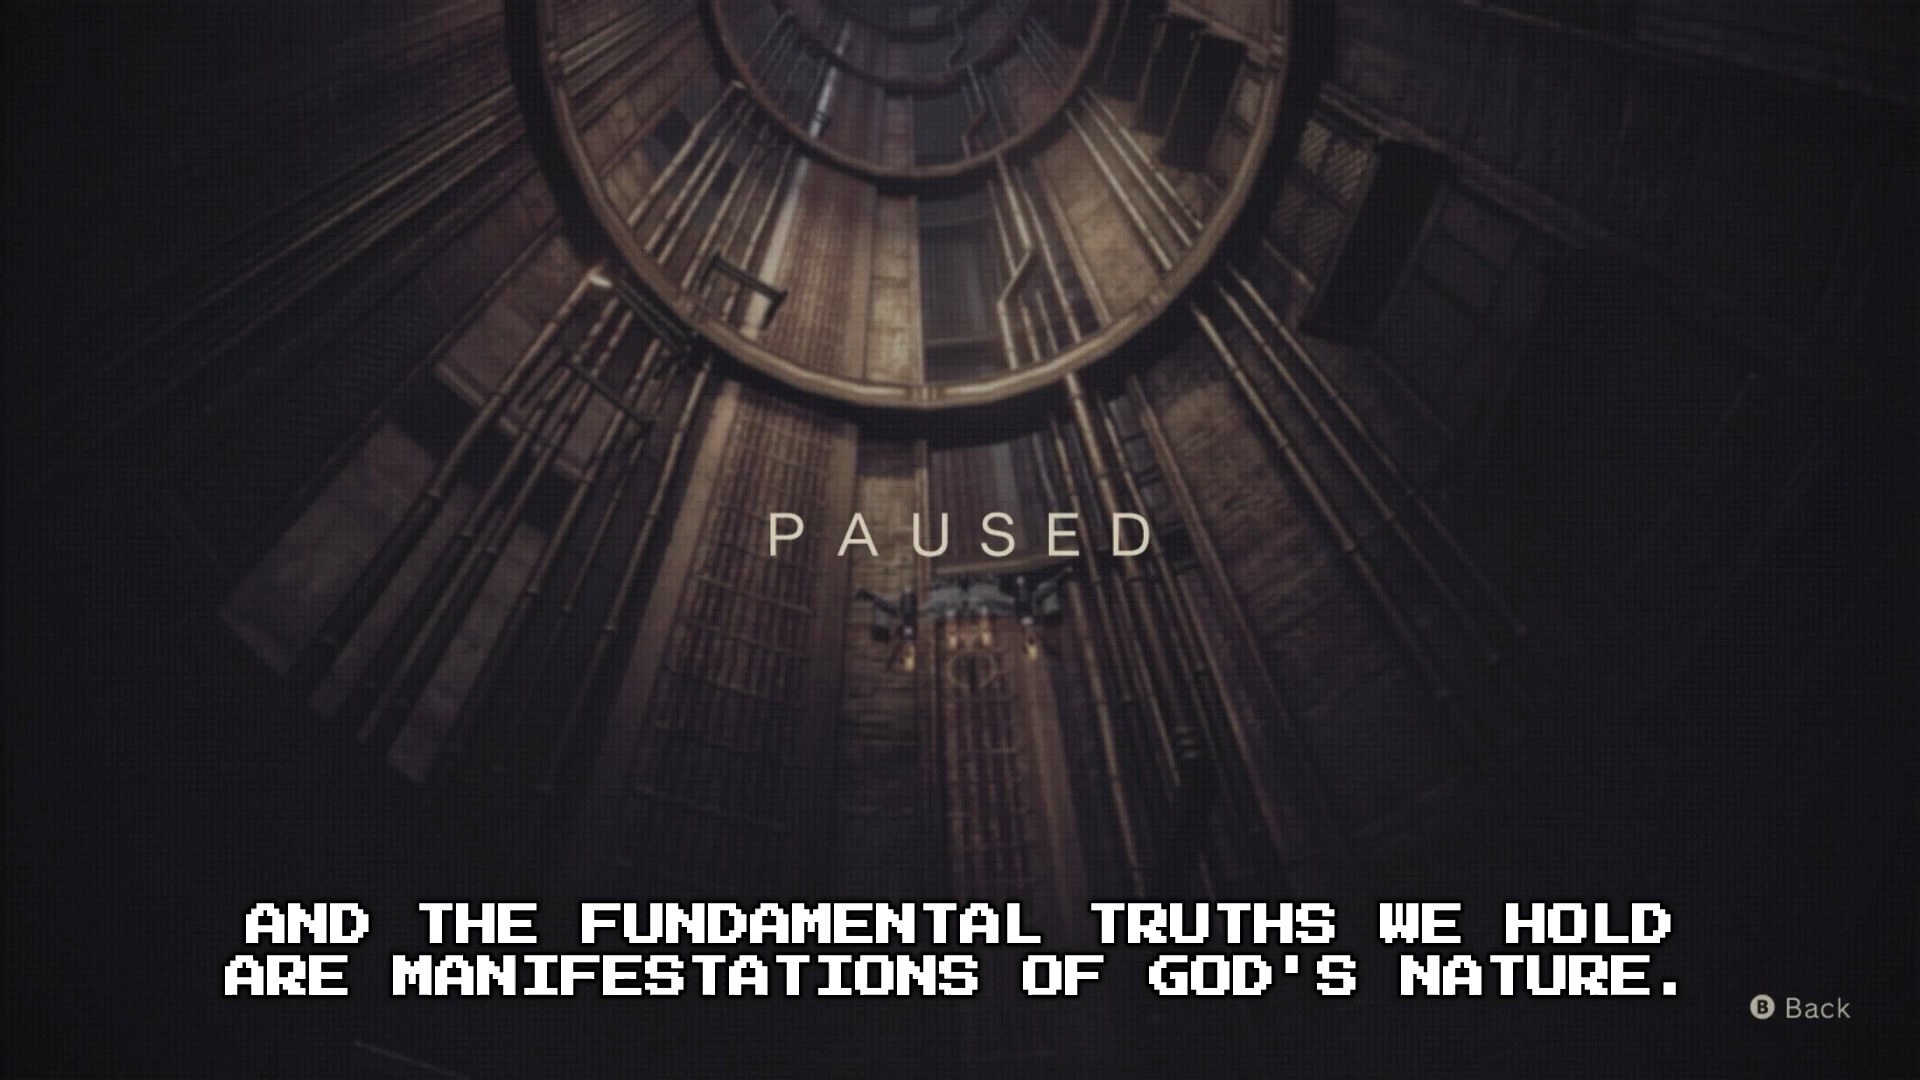 PAUSED
AND THE FUNDAMENTAL TRUTHS WE HOLD
ARE MANIFESTATIONS OF GOD'S NATURE.
B Back